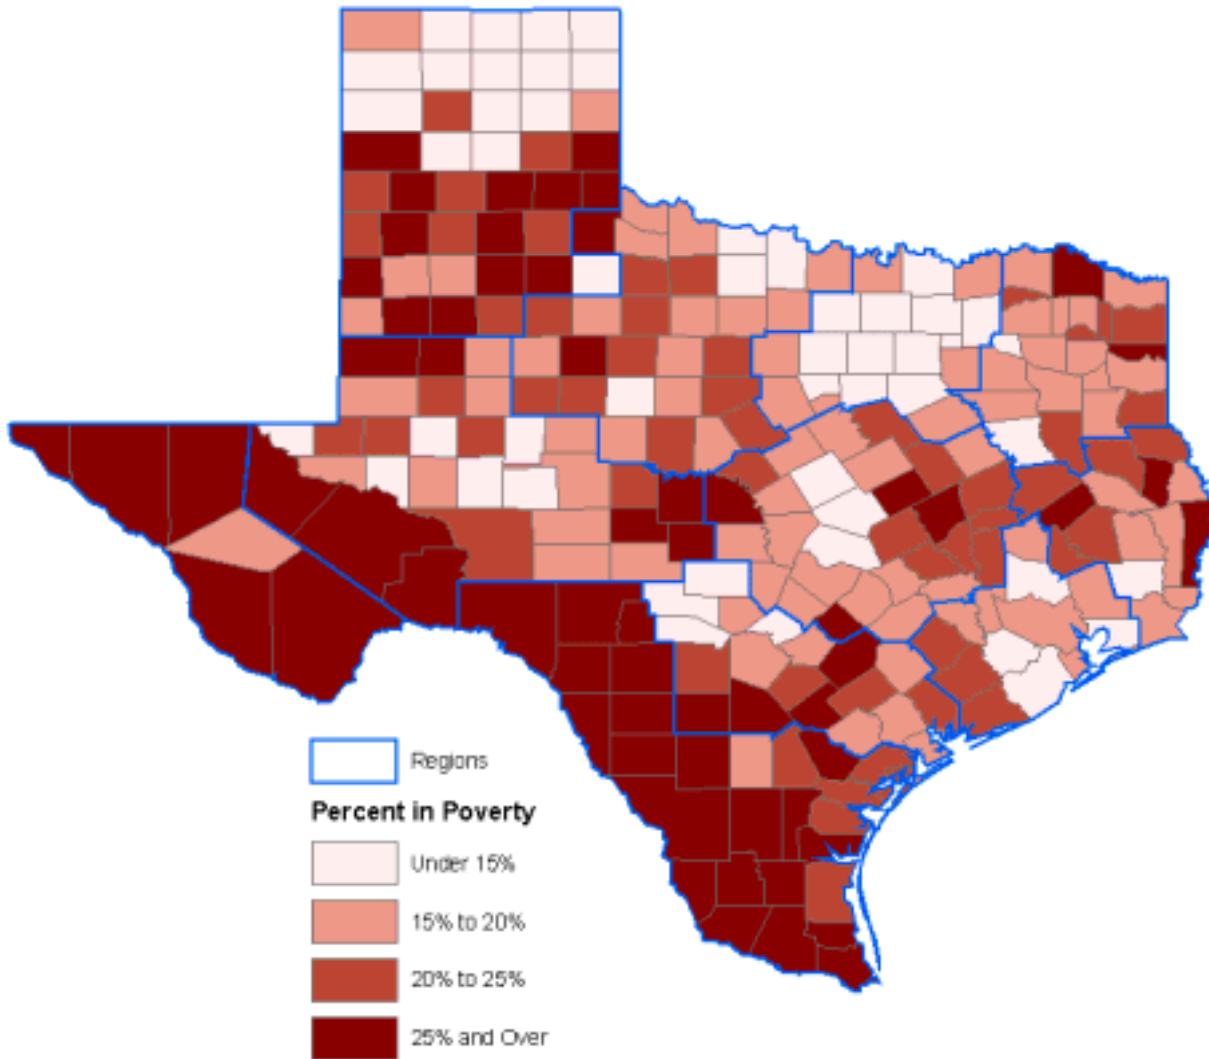 Regions
Percent in Poverty
Under 15%
15% to 20%
20% to 25%
25% and Over